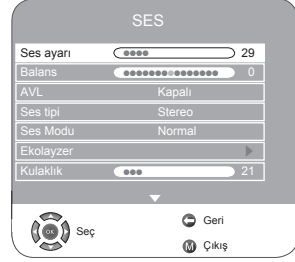 SES
Ses ayarı 29
Balans 0
AVL Kapalı
Ses tipi Stereo
Ses Modu Normal
Ekolayzer
Kulaklık 21
OK Seç
Geri
M Çıkış